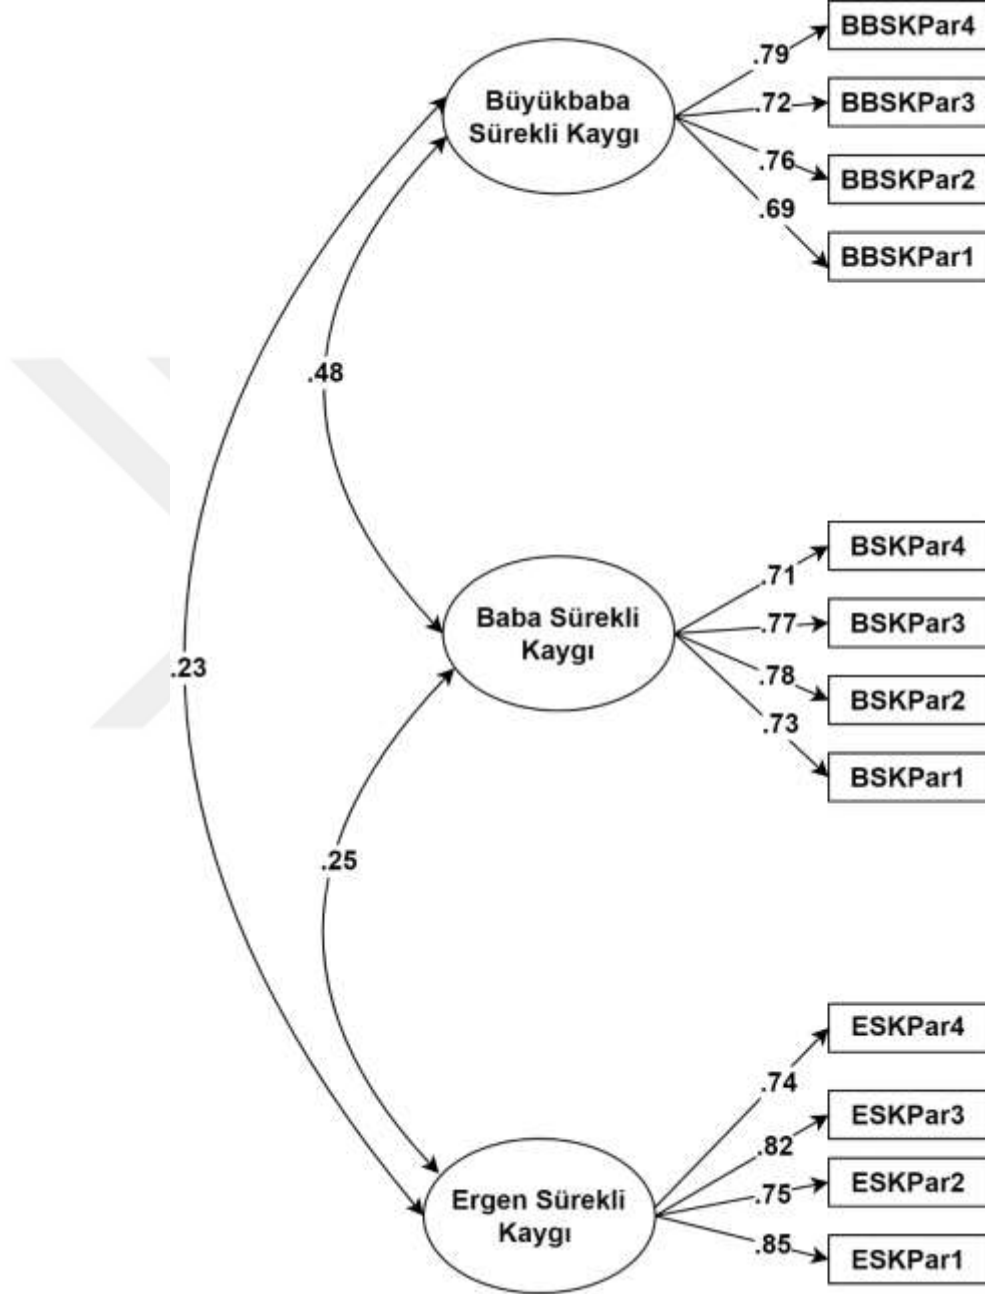 BBSKPar4
.79
Büyükbaba
Sürekli Kaygı
.72
BBSKPar3
.76
BBSKPar2
.69
BBSKPar1
.48
BSKPar4
.71
Baba Sürekli
Kaygı
.77
BSKPar3
.23
.78
BSKPar2
.73
BSKPar1
.25
ESKPar4
.74
ESKPar3
.82
Ergen Sürekli
Kaygı
.75
ESKPar2
.85
ESKPar1